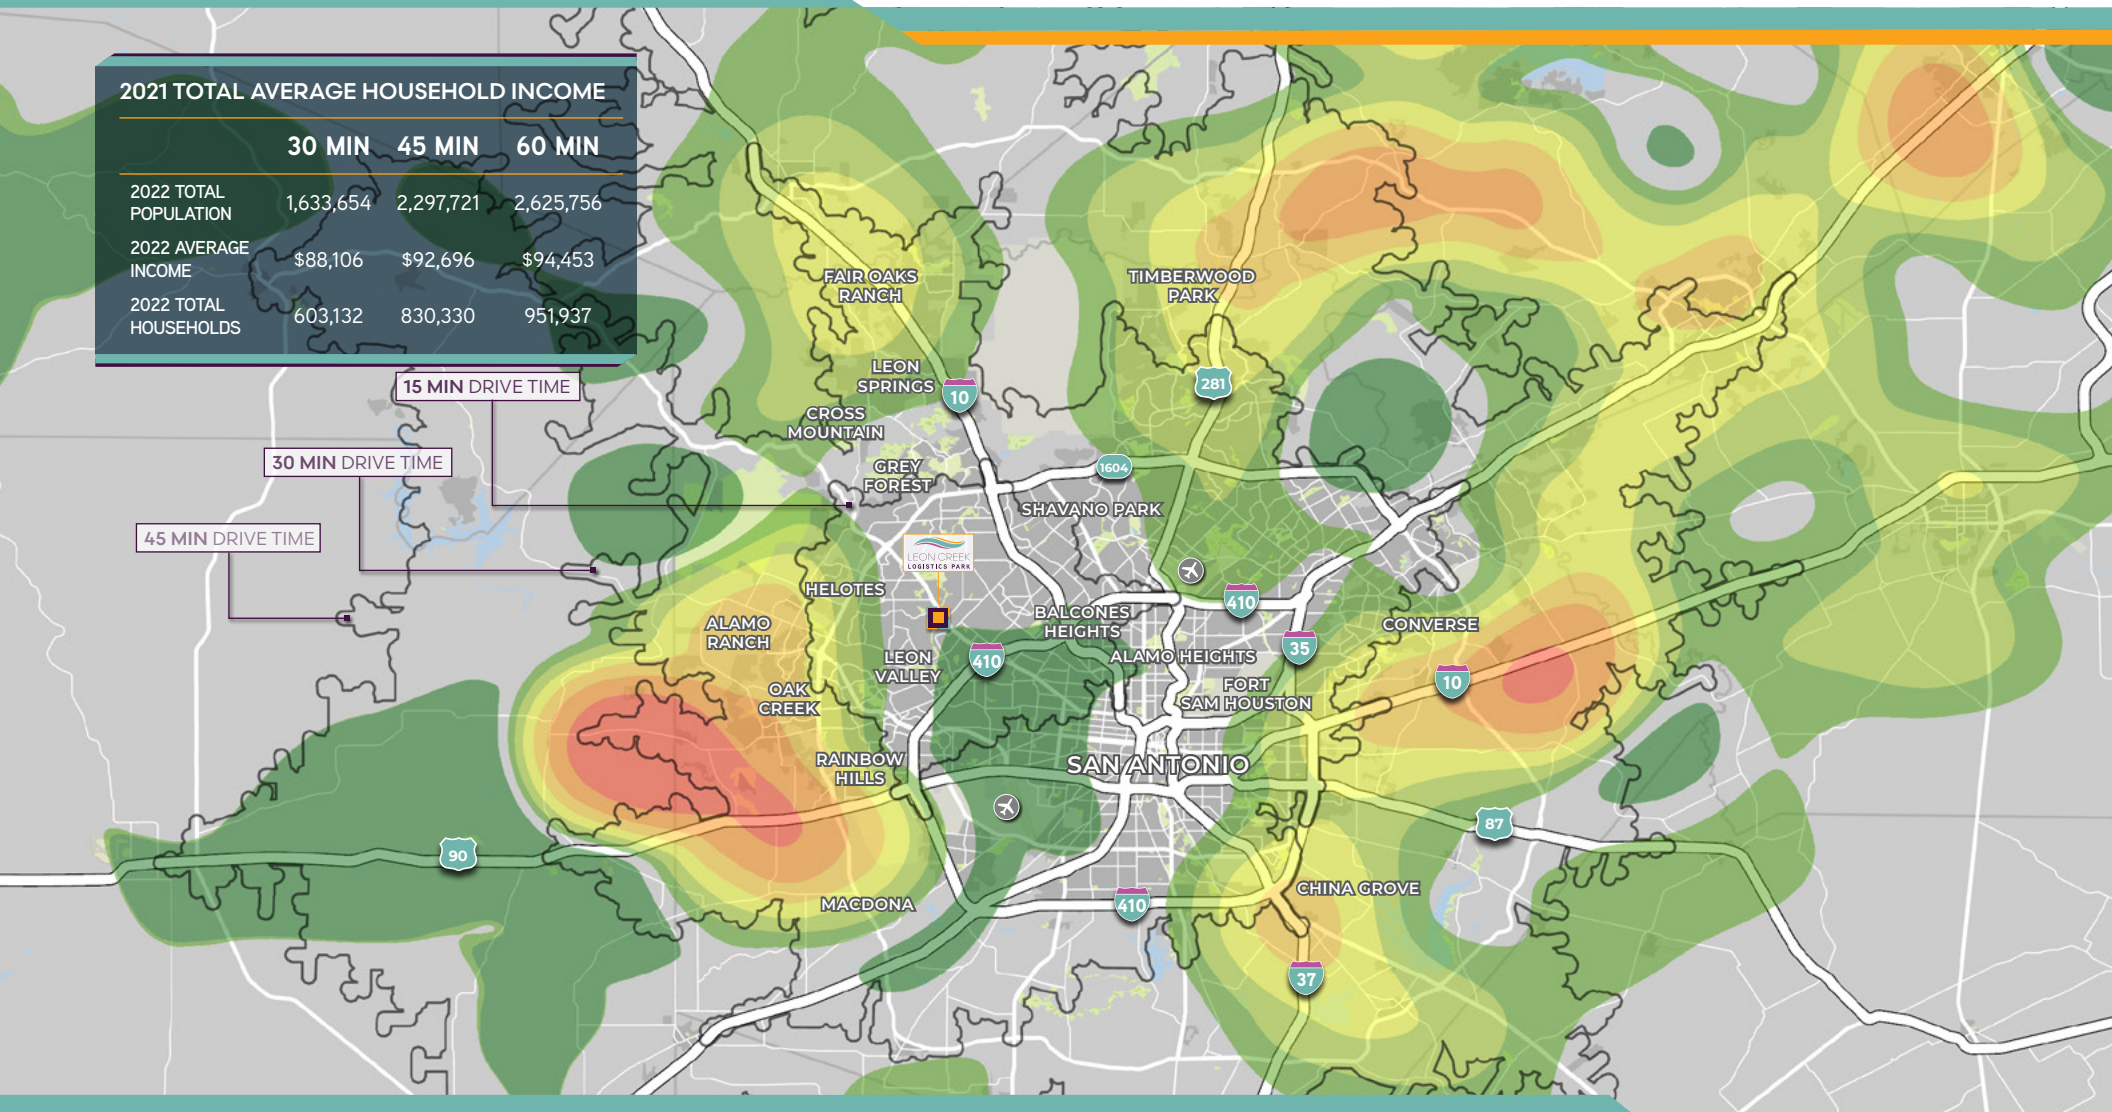 2021 TOTAL AVERAGE HOUSEHOLD INCOME
30 MIN 45 MIN 60 MIN
2022 TOTAL
POPULATION
1,633,654 2,297,721 2,625,756
2022 AVERAGE
INCOME
$88,106 $92,696 $94,453
2022 TOTAL
HOUSEHOLDS
603,132 830,330 951,937
15 MIN DRIVE TIME
30 MIN DRIVE TIME
45 MIN DRIVE TIME
FAIR OAKS
RANCH
TIMBERWOOD
PARK
LEON
SPRINGS
10
281
CROSS
MOUNTAIN
GREY
FOREST
1604
SHAVANO PARK
LEON CREEK
LOGISTICS PARK
HELOTES
410
BALCONES
HEIGHTS
ALAMO
RANCH
CONVERSE
LEON
VALLEY
410
ALAMO HEIGHTS
35
OAK
CREEK
FORT
SAM HOUSTON
10
RAINBOW
HILLS
SAN ANTONIO
90
87
MACDONA
410
CHINA GROVE
37